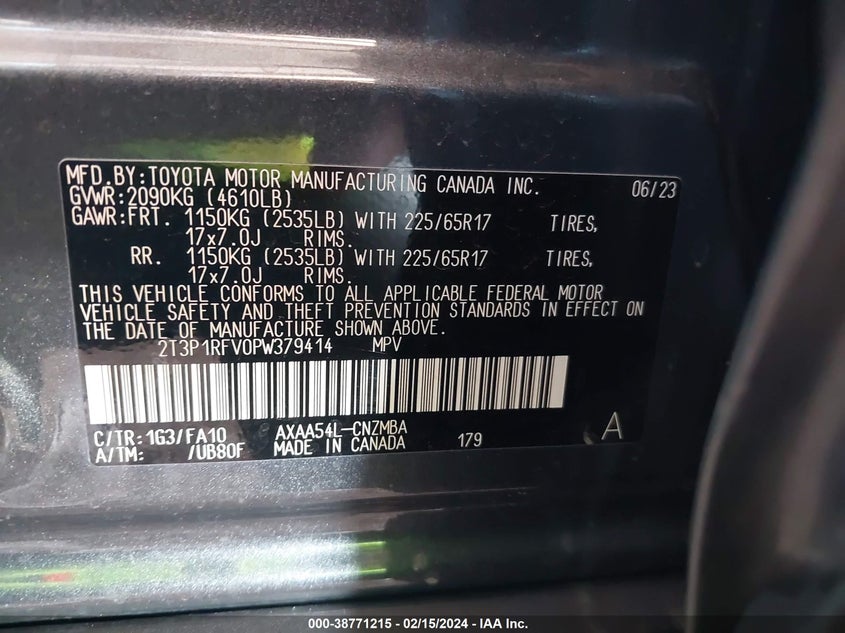 MFD.BY:TOYOTA MOTOR MANUFACTURING CANADA INC. 06/23
GVWR:2090KG (4610LB)
GAWR:FRT. 1150KG (2535LB) WITH 225/65R17 TIRES,
17x7.0J RIMS.
RR. 1150KG (2535LB) WITH 225/65R17 TIRES,
17x7.0J RIMS.
THIS VEHICLE CONFORMS TO ALL APPLICABLE FEDERAL MOTOR
VEHICLE SAFETY AND THEFT PREVENTION STANDARDS IN EFFECT ON
THE DATE OF MANUFACTURE SHOWN ABOVE.
2T3P1RFV0PW379414 MPV
C/TR:1G3/FA10 AXAA54L-CNZMBA
A/TM: /UB80F MADE IN CANADA 179 A
000-38771215 - 02/15/2024 - IAA Inc.